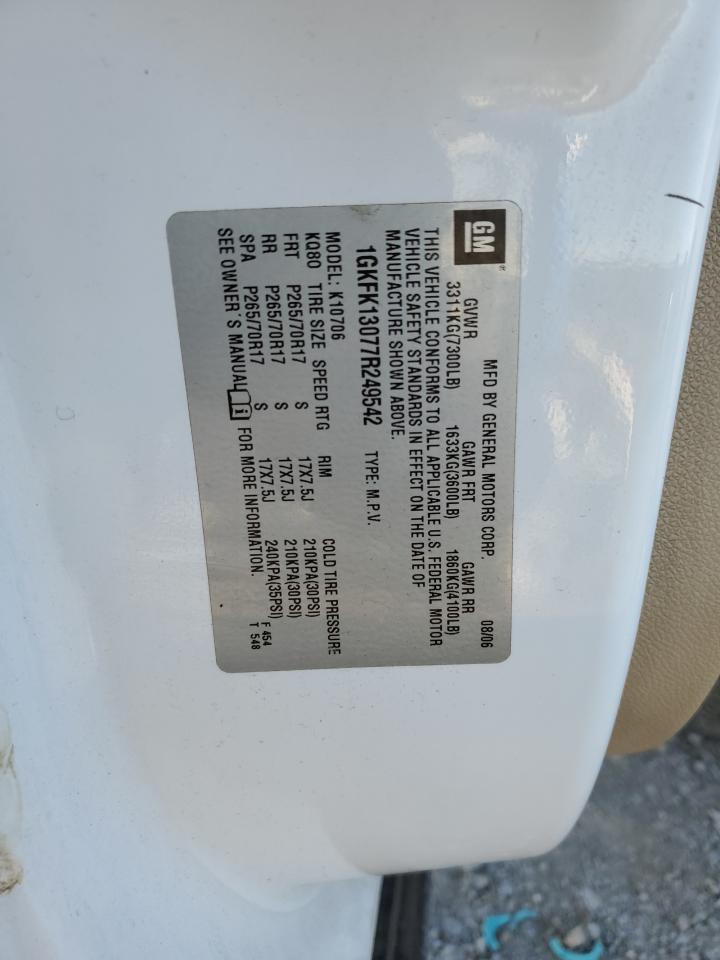 GM®
MFD BY GENERAL MOTORS CORP. 08/06
GVWR GAWR FRT GAWR RR
3311KG(7300LB) 1633KG(3600LB) 1860KG(4100LB)
THIS VEHICLE CONFORMS TO ALL APPLICABLE U.S. FEDERAL MOTOR
VEHICLE SAFETY STANDARDS IN EFFECT ON THE DATE OF
MANUFACTURE SHOWN ABOVE.
1GKFK13077R249542 TYPE: M.P.V.
MODEL: K10706
KQ80 TIRE SIZE SPEED RTG RIM COLD TIRE PRESSURE
FRT P265/70R17 S 17X7.5J 210KPA(30PSI)
RR P265/70R17 S 17X7.5J 210KPA(30PSI)
SPA P265/70R17 S 17X7.5J 240KPA(35PSI)
SEE OWNER'S MANUAL i FOR MORE INFORMATION.
F 454
T 548